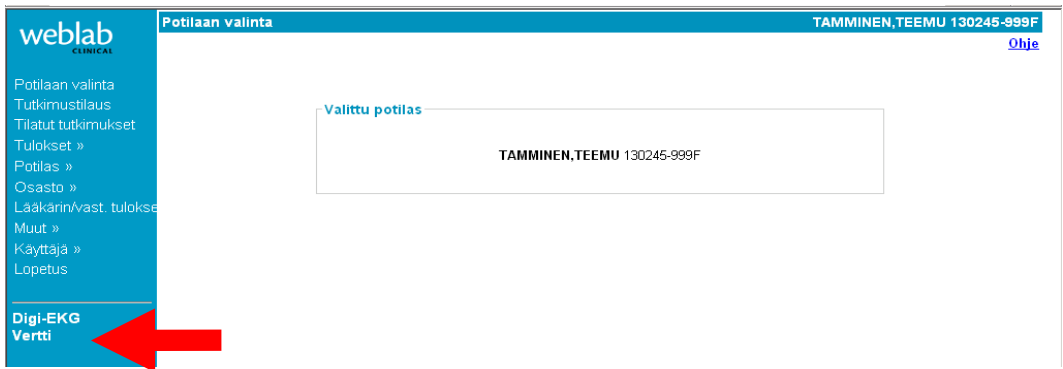 weblab
CLINICAL
Potilaan valinta
TAMMINEN,TEEMU 130245-999F
Ohje
Potilaan valinta
Tutkimustilaus
Tilatut tutkimukset
Tulokset »
Potilas »
Osasto »
Lääkärin/vast. tulokse
Muut »
Käyttäjä »
Lopetus
Digi-EKG
Vertti
Valittu potilas
TAMMINEN,TEEMU 130245-999F